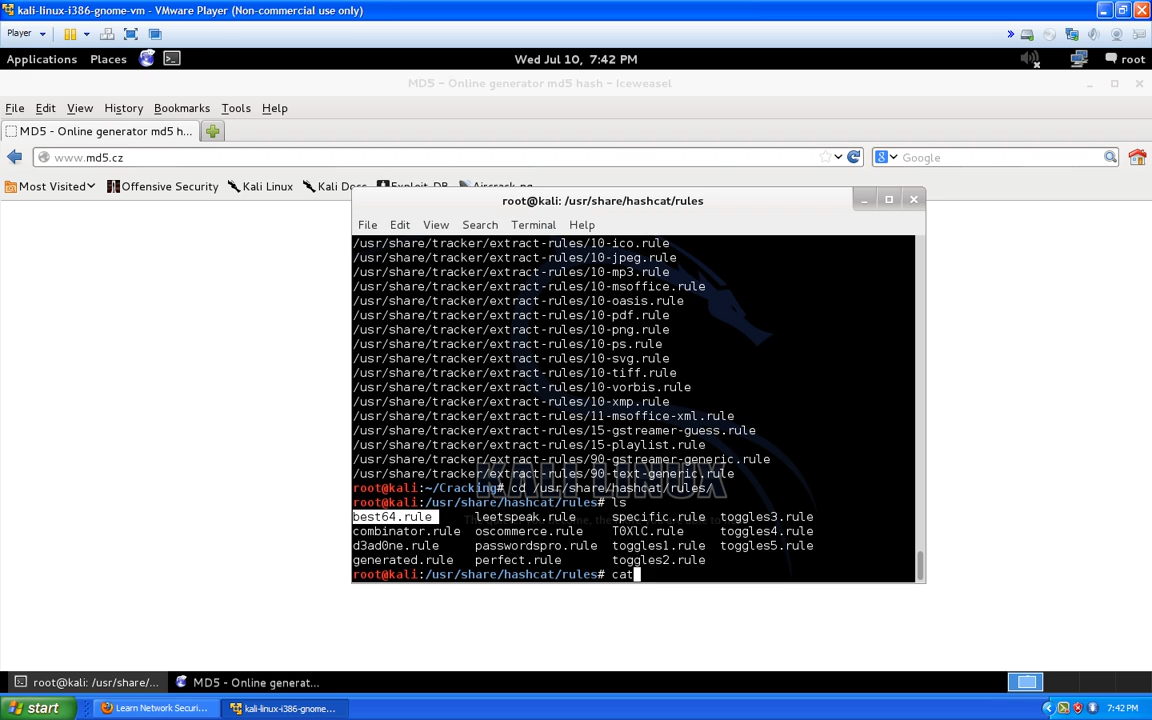 kali-linux-i386-gnome-vm - VMware Player (Non-commercial use only)
Player
Applications Places Wed Jul 10, 7:42 PM root
MD5 - Online generator md5 hash - Iceweasel
File Edit View History Bookmarks Tools Help
MD5 - Online generator md5 h...
www.md5.cz Google
Most Visited Offensive Security Kali Linux Kali Docs Exploit-DB Aircrack-ng
root@kali: /usr/share/hashcat/rules
File Edit View Search Terminal Help
/usr/share/tracker/extract-rules/10-ico.rule
/usr/share/tracker/extract-rules/10-jpeg.rule
/usr/share/tracker/extract-rules/10-mp3.rule
/usr/share/tracker/extract-rules/10-msoffice.rule
/usr/share/tracker/extract-rules/10-oasis.rule
/usr/share/tracker/extract-rules/10-pdf.rule
/usr/share/tracker/extract-rules/10-png.rule
/usr/share/tracker/extract-rules/10-ps.rule
/usr/share/tracker/extract-rules/10-svg.rule
/usr/share/tracker/extract-rules/10-tiff.rule
/usr/share/tracker/extract-rules/10-vorbis.rule
/usr/share/tracker/extract-rules/10-xmp.rule
/usr/share/tracker/extract-rules/11-msoffice-xml.rule
/usr/share/tracker/extract-rules/15-gstreamer-guess.rule
/usr/share/tracker/extract-rules/15-playlist.rule
/usr/share/tracker/extract-rules/90-gstreamer-generic.rule
/usr/share/tracker/extract-rules/90-text-generic.rule
KALI LINUX
root@kali:~/Cracking# cd /usr/share/hashcat/rules/
root@kali:/usr/share/hashcat/rules# ls
best64.rule leetspeak.rule specific.rule toggles3.rule
combinator.rule oscommerce.rule T0XlC.rule toggles4.rule
d3ad0ne.rule passwordspro.rule toggles1.rule toggles5.rule
generated.rule perfect.rule toggles2.rule
root@kali:/usr/share/hashcat/rules# cat
root@kali: /usr/share/... MD5 - Online generat...
start Learn Network Securi... kali-linux-i386-gnome... 7:42 PM